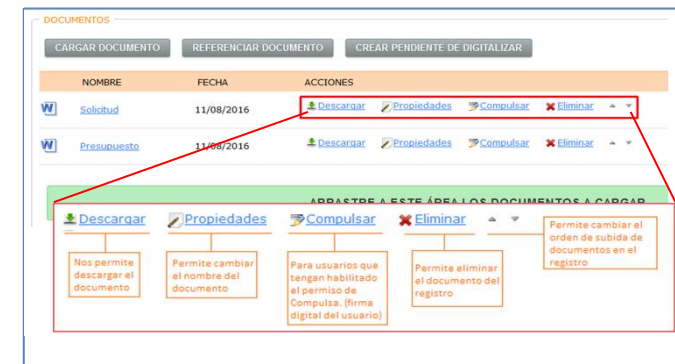 DOCUMENTOS
CARGAR DOCUMENTO REFERENCIAR DOCUMENTO CREAR PENDIENTE DE DIGITALIZAR
NOMBRE FECHA ACCIONES
Solicitud 11/08/2016 Descargar Propiedades Compulsar Eliminar
Presupuesto 11/08/2016 Descargar Propiedades Compulsar Eliminar
ARRASTRE A ESTE ÁREA LOS DOCUMENTOS A CARGAR
Descargar Propiedades Compulsar Eliminar
Nos permite
descargar el
documento
Permite cambiar
el nombre del
documento
Para usuarios que
tengan habilitado
el permiso de
Compulsa. (firma
digital del usuario)
Permite eliminar
el documento del
registro
Permite cambiar el
orden de subida de
documentos en el
registro